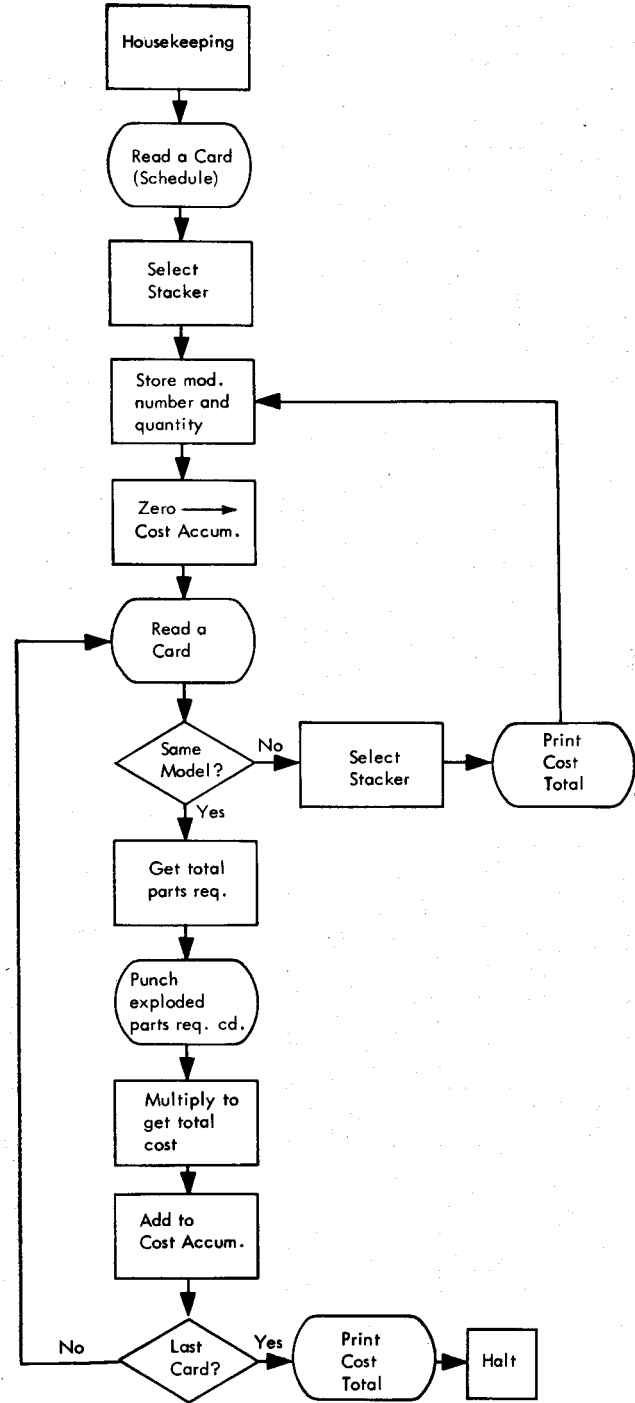 Housekeeping
Read a Card
(Schedule)
Select
Stacker
Store mod.
number and
quantity
Zero
Cost Accum.
Read a
Card
Same
Model?
No
Select
Stacker
Print
Cost
Total
Yes
Get total
parts req.
Punch
exploded
parts req. cd.
Multiply to
get total
cost
Add to
Cost Accum.
No
Last
Card?
Yes
Print
Cost
Total
Halt